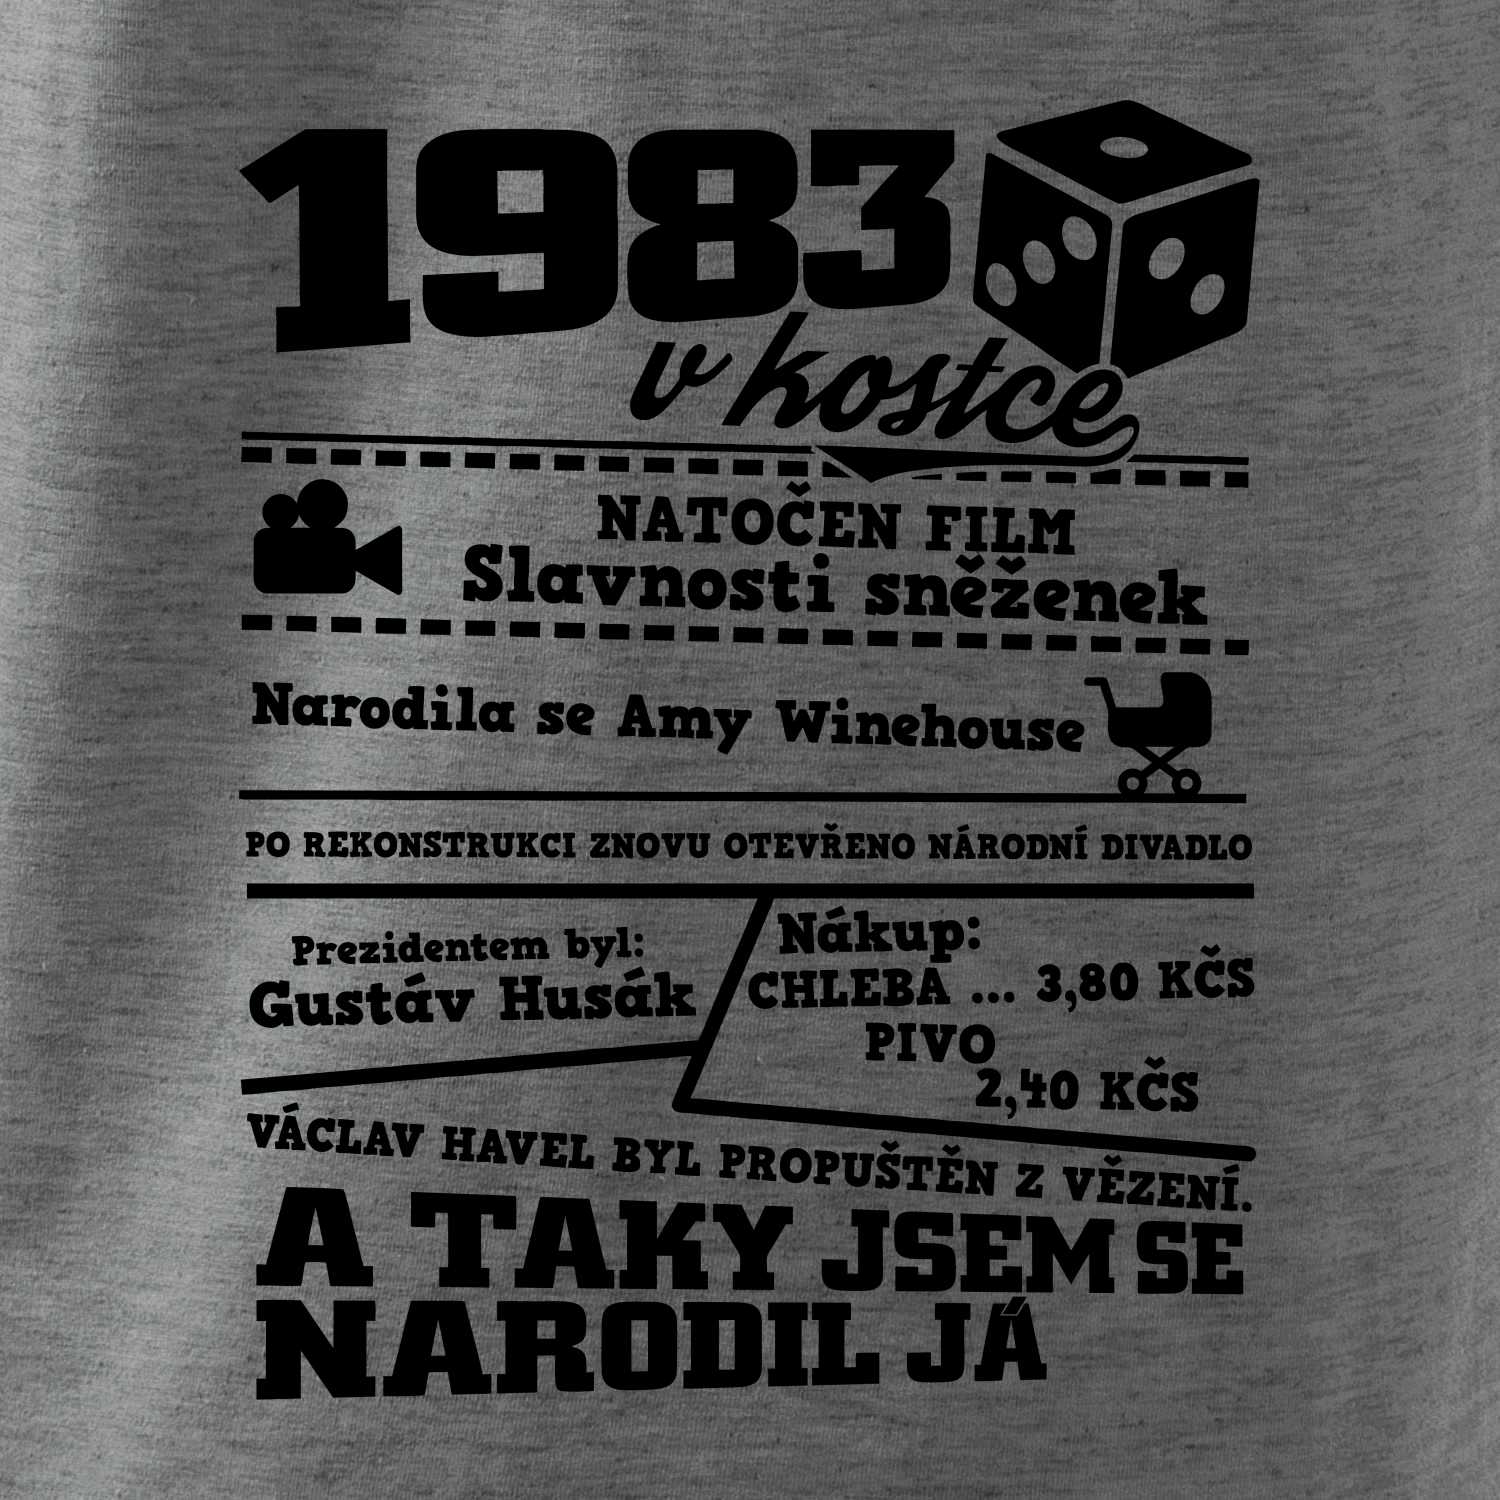 1983
v kostce
NATOČEN FILM
Slavnosti sněženek
Narodila se Amy Winehouse
PO REKONSTRUKCI ZNOVU OTEVŘENO NÁRODNÍ DIVADLO
Prezidentem byl:
Gustáv Husák
Nákup:
CHLEBA ... 3,80 KČS
PIVO
2,40 KČS
VÁCLAV HAVEL BYL PROPUŠTĚN Z VĚZENÍ.
A TAKY JSEM SE
NARODIL JÁ